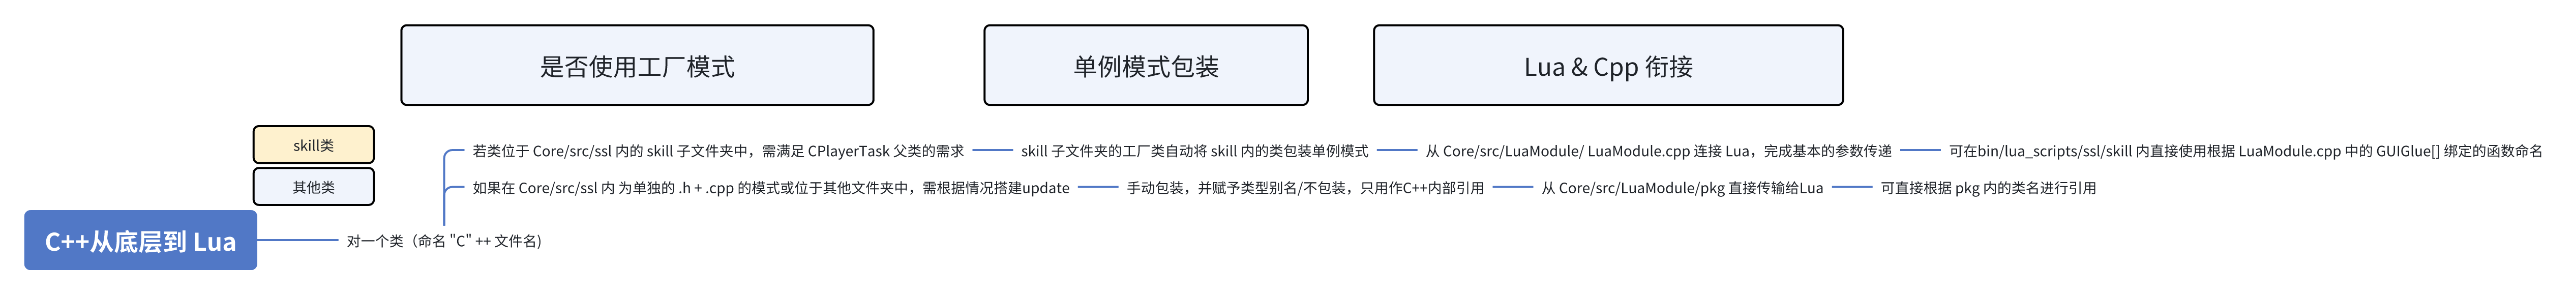 是否使用工厂模式
单例模式包装
Lua & Cpp 衔接
skill类
若类位于 Core/src/ssl 内的 skill 子文件夹中，需满足 CPlayerTask 父类的需求
skill 子文件夹的工厂类自动将 skill 内的类包装单例模式
从 Core/src/LuaModule/ LuaModule.cpp 连接 Lua，完成基本的参数传递
可在bin/lua_scripts/ssl/skill 内直接使用根据 LuaModule.cpp 中的 GUIGlue[] 绑定的函数命名
其他类
如果在 Core/src/ssl 内 为单独的 .h + .cpp 的模式或位于其他文件夹中，需根据情况搭建update
手动包装，并赋予类型别名/不包装，只用作C++内部引用
从 Core/src/LuaModule/pkg 直接传输给Lua
可直接根据 pkg 内的类名进行引用
C++从底层到 Lua
对一个类（命名 "C" ++ 文件名)